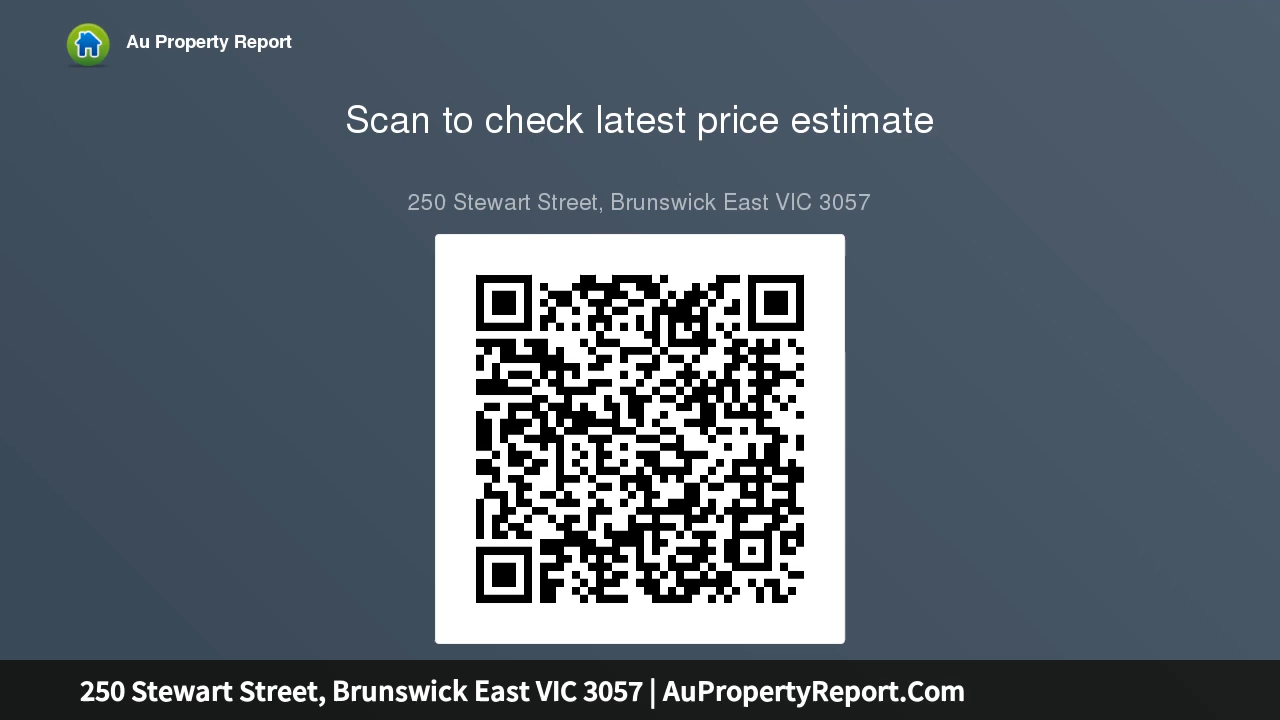 Au Property Report
Scan to check latest price estimate
250 Stewart Street, Brunswick East VIC 3057
250 Stewart Street, Brunswick East VIC 3057 | AuPropertyReport.Com